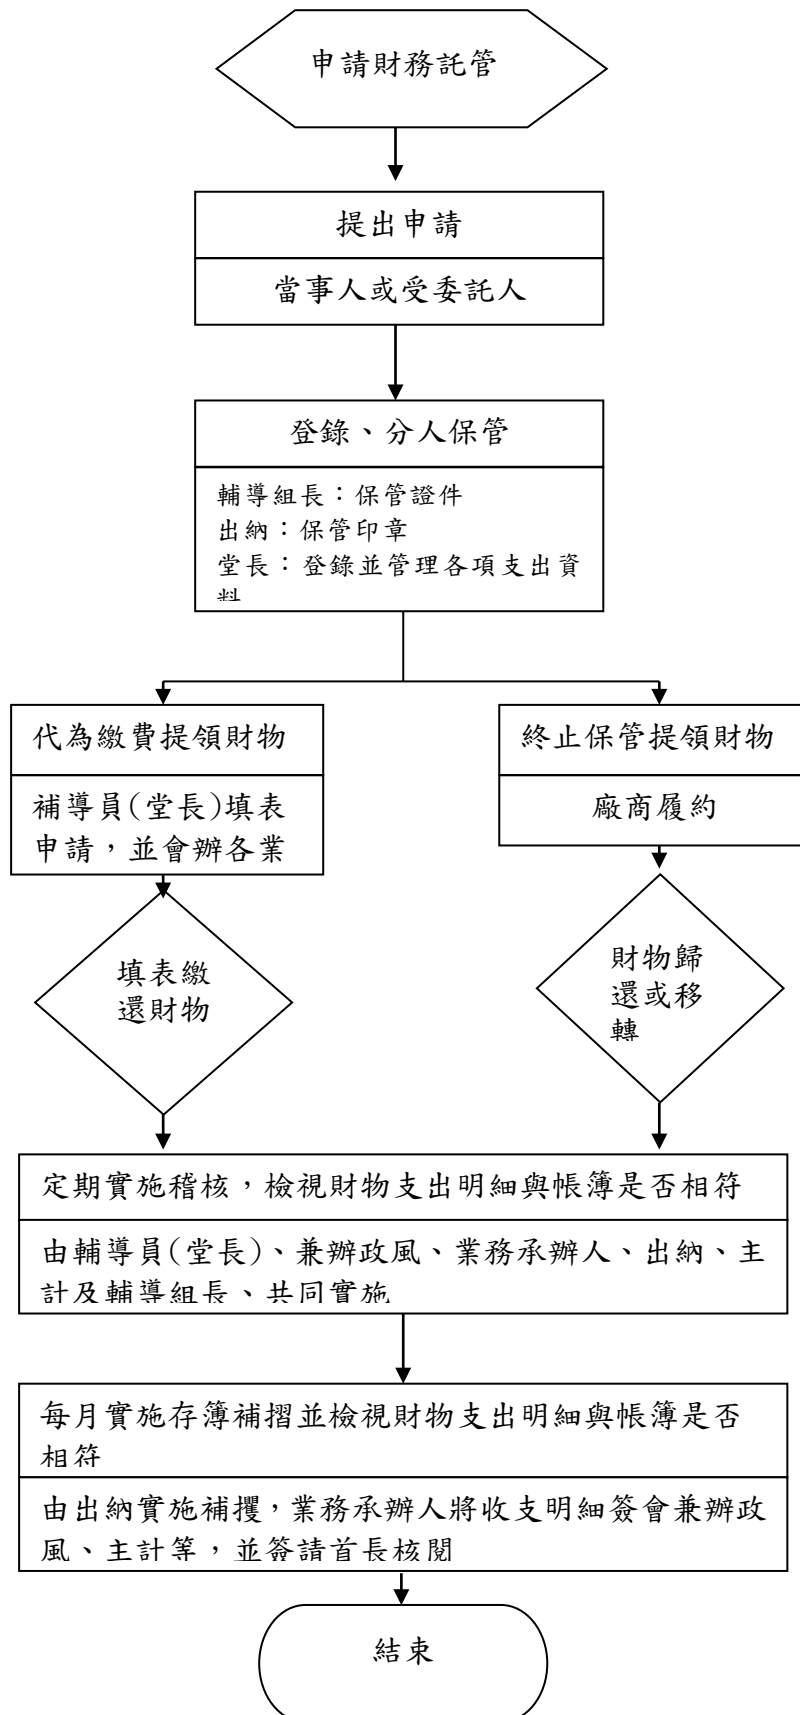 申請財務託管
提出申請
當事人或受委託人
登錄、分人保管
輔導組長：保管證件
出納：保管印章
堂長：登錄並管理各項支出資
料
代為繳費提領財物
補導員(堂長)填表
申請，並會辦各業
終止保管提領財物
廠商履約
填表繳
還財物
財物歸
還或移
轉
定期實施稽核，檢視財物支出明細與帳簿是否相符
由輔導員(堂長)、兼辦政風、業務承辦人、出納、主
計及輔導組長、共同實施
每月實施存簿補摺並檢視財物支出明細與帳簿是否
相符
由出納實施補攫，業務承辦人將收支明細簽會兼辦政
風、主計等，並簽請首長核閱
結束